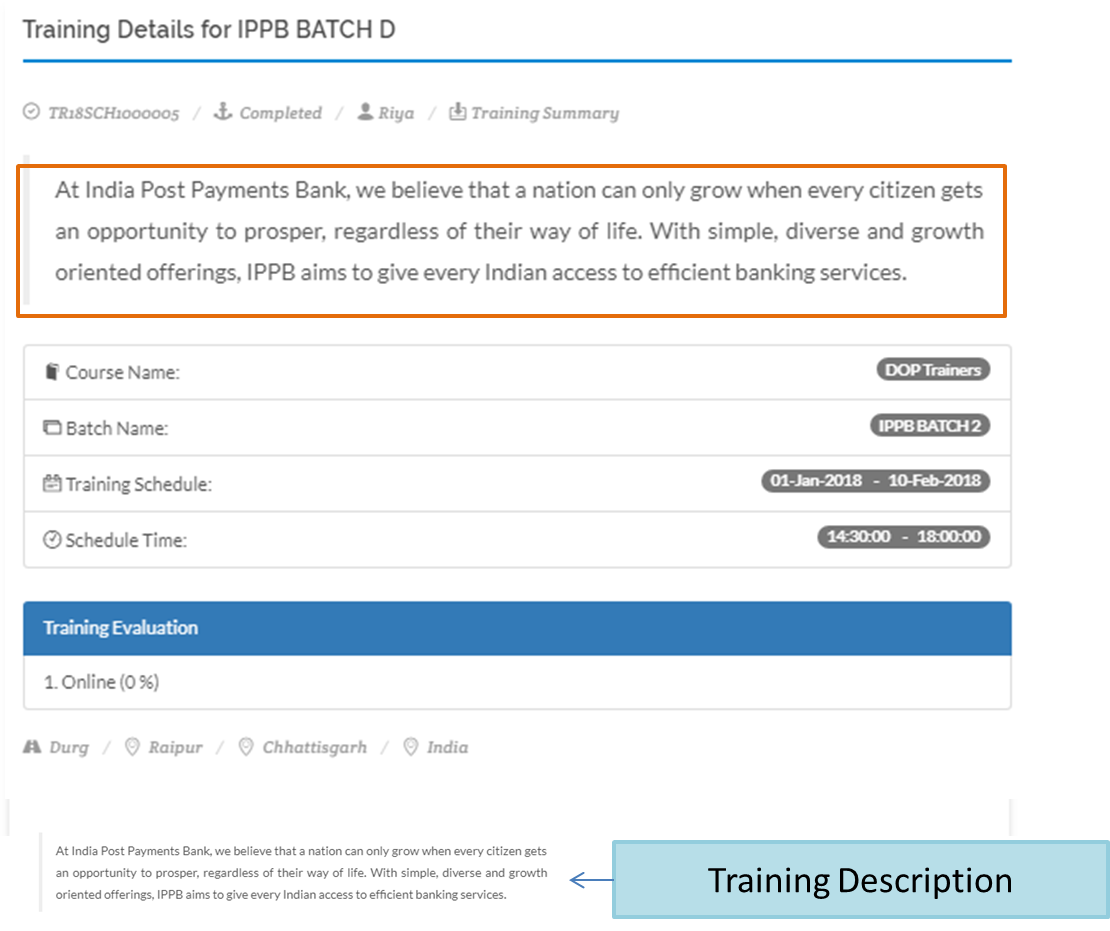 Training Details for IPPB BATCH D
TR18SCH1000005 / Completed / Riya / Training Summary
At India Post Payments Bank, we believe that a nation can only grow when every citizen gets
an opportunity to prosper, regardless of their way of life. With simple, diverse and growth
oriented offerings, IPPB aims to give every Indian access to efficient banking services.
Course Name: DOP Trainers
Batch Name: IPPB BATCH 2
Training Schedule: 01-Jan-2018 - 10-Feb-2018
Schedule Time: 14:30:00 - 18:00:00
Training Evaluation
1. Online (0 %)
Durg / Raipur / Chhattisgarh / India
At India Post Payments Bank, we believe that a nation can only grow when every citizen gets
an opportunity to prosper, regardless of their way of life. With simple, diverse and growth
oriented offerings, IPPB aims to give every Indian access to efficient banking services.
Training Description